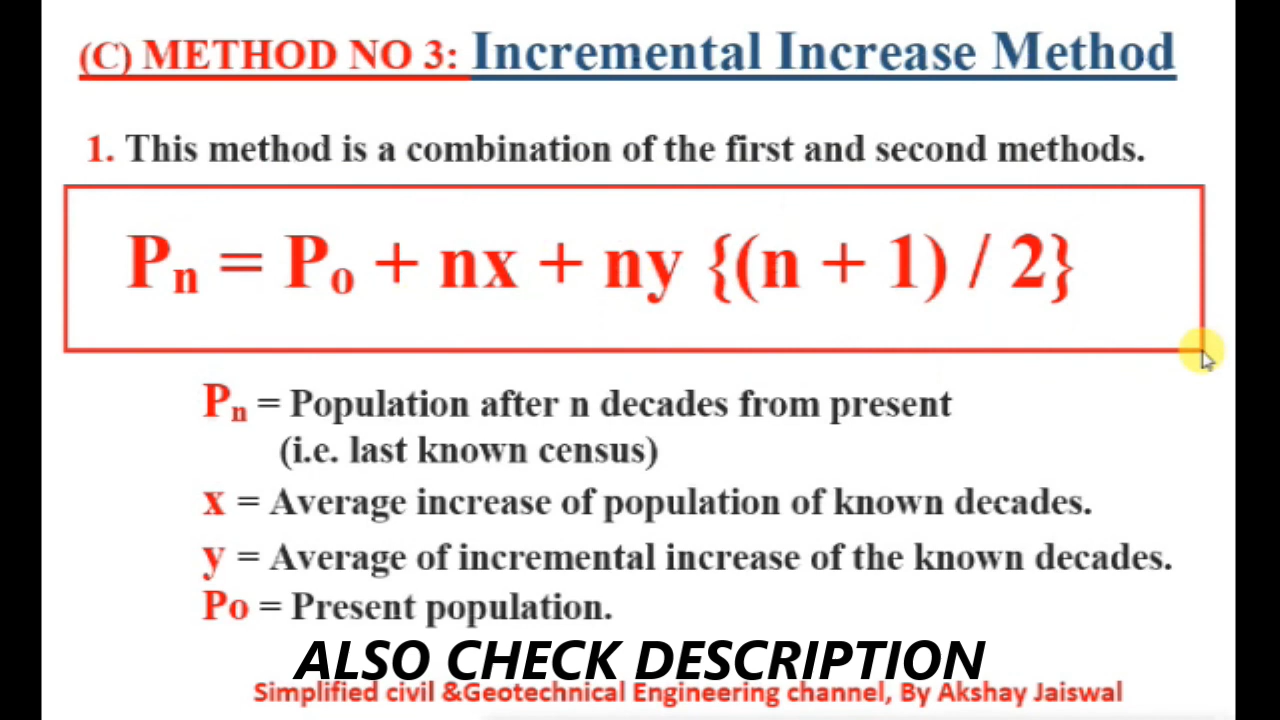 (C) METHOD NO 3: Incremental Increase Method
1. This method is a combination of the first and second methods.
Pn = Po + nx + ny {(n + 1) / 2}
Pn = Population after n decades from present
(i.e. last known census)
x = Average increase of population of known decades.
y = Average of incremental increase of the known decades.
Po = Present population.
ALSO CHECK DESCRIPTION
Simplified civil &Geotechnical Engineering channel, By Akshay Jaiswal